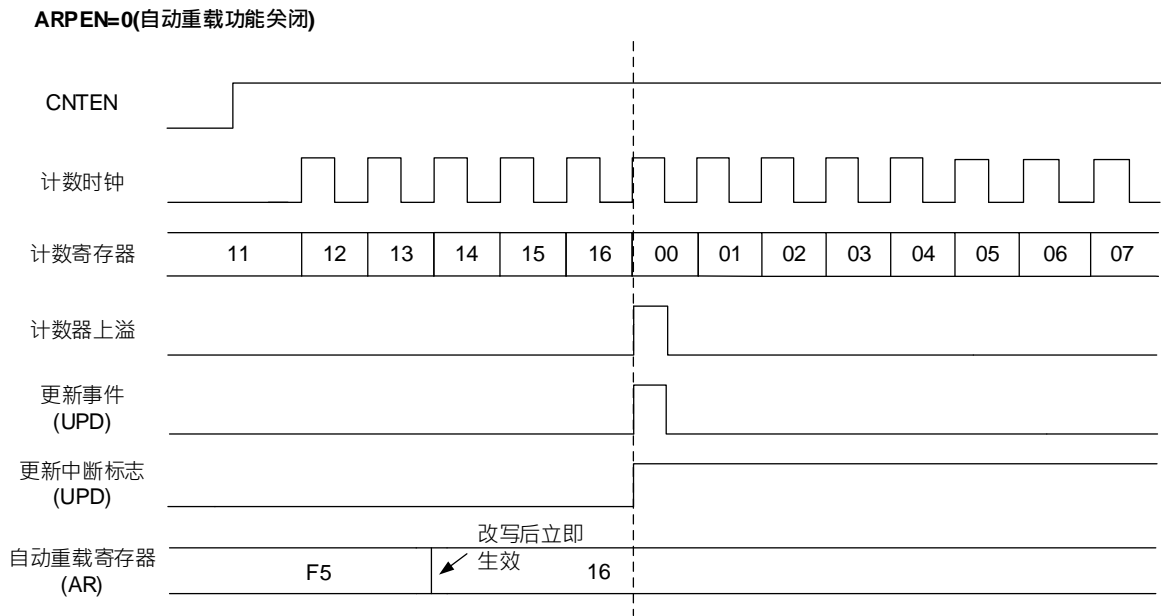 ARPEN=0(自动重载功能关闭)
CNTEN
计数时钟
计数寄存器
11 12 13 14 15 16 00 01 02 03 04 05 06 07
计数器上溢
更新事件
(UPD)
更新中断标志
(UPD)
自动重载寄存器
(AR)
F5
改写后立即
生效
16